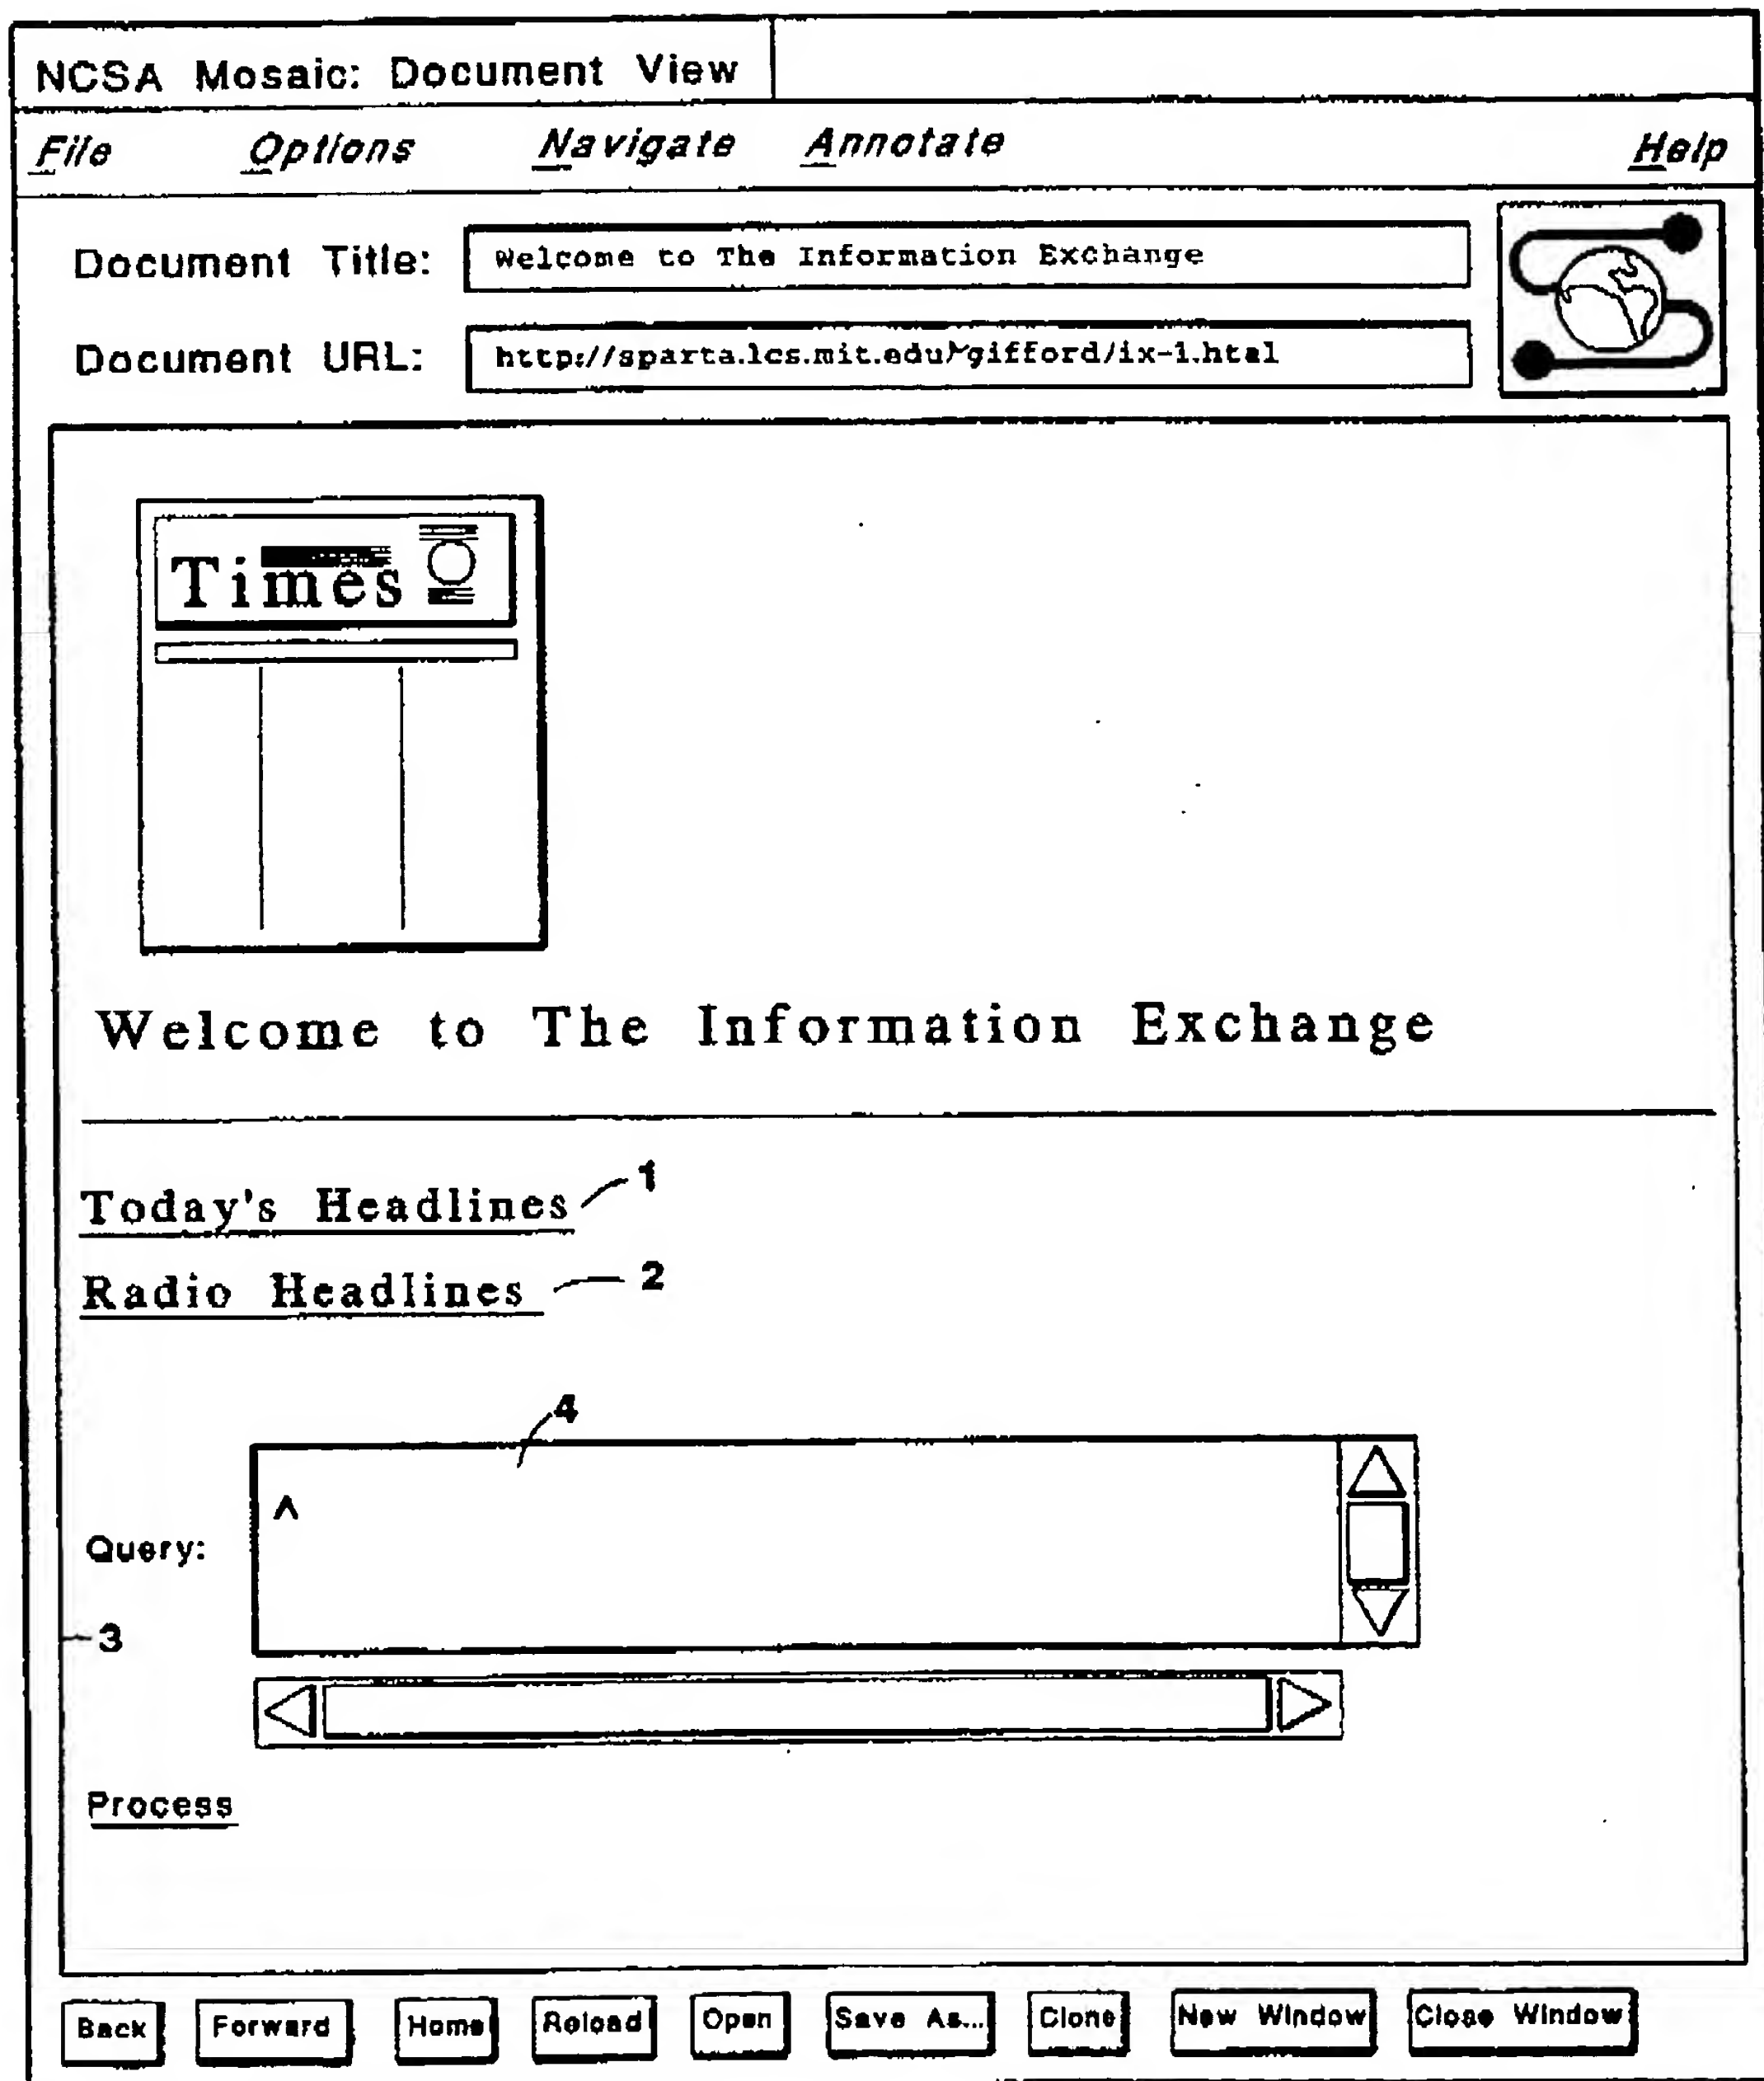 NCSA Mosaic: Document View
File Options Navigate Annotate Help
Document Title: Welcome to The Information Exchange
Document URL: http://sparta.lcs.mit.edu/~gifford/ix-1.html
Times
Welcome to The Information Exchange
Today's Headlines 1
Radio Headlines 2
4
^
Query:
3
Process
Back Forward Home Reload Open Save As... Clone New Window Close Window